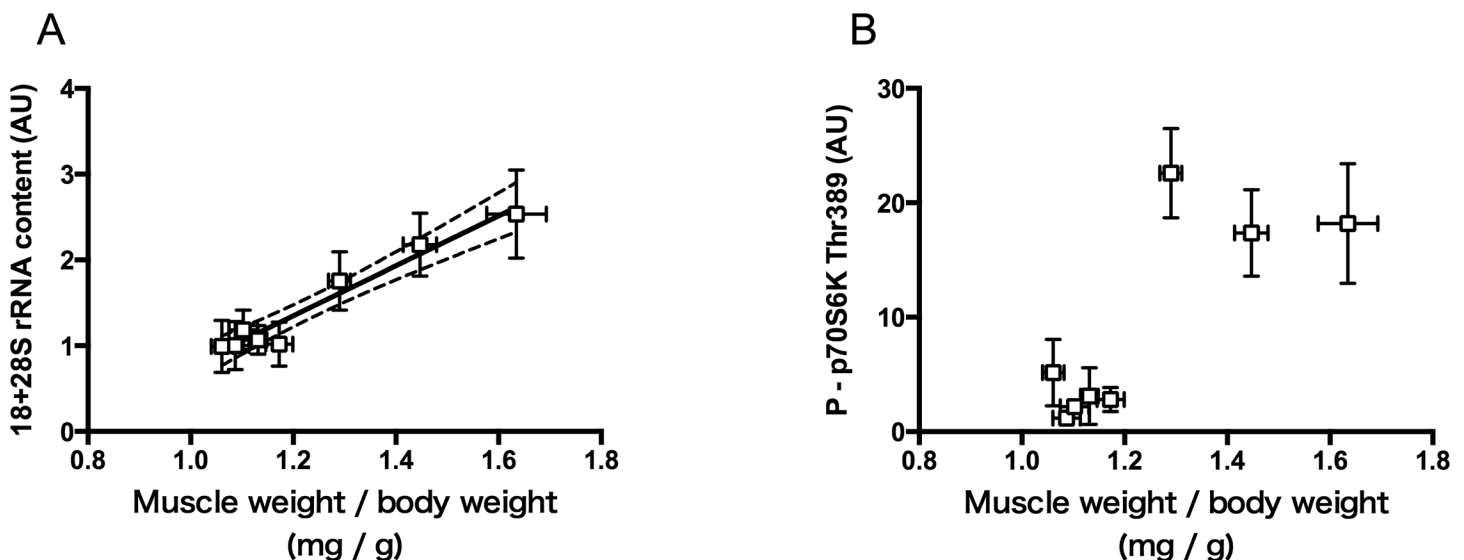 A
18+28S rRNA content (AU)
4
3
2
1
0
0.8 1.0 1.2 1.4 1.6 1.8
Muscle weight / body weight
(mg / g)
B
P - p70S6K Thr389 (AU)
30
20
10
0
0.8 1.0 1.2 1.4 1.6 1.8
Muscle weight / body weight
(mg / g)